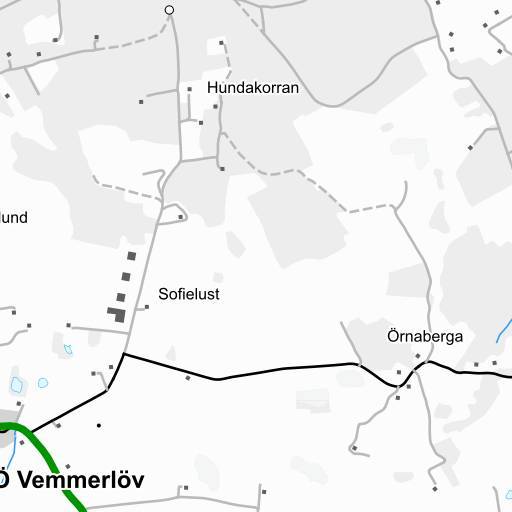 Hundakorran
lund
Sofielust
Örnaberga
Ö Vemmerlöv